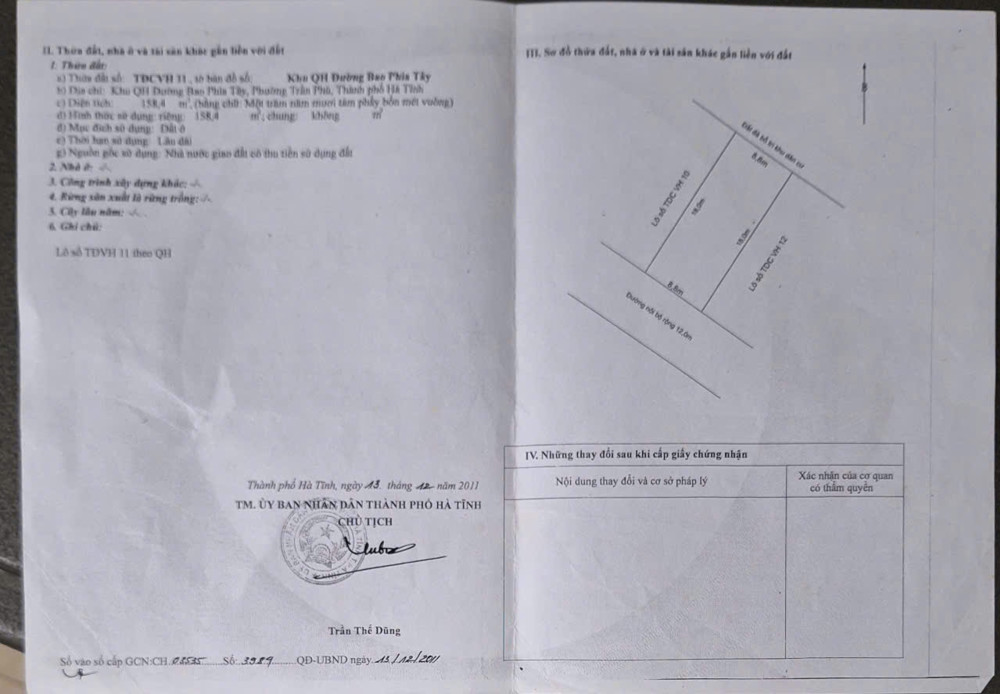 II. Thửa đất, nhà ở và tài sản khác gắn liền với đất
1. Thửa đất:
a) Thửa đất số: TĐCVH 11 , tờ bản đồ số: Khu QH Đường Bao Phía Tây
b) Địa chỉ: Khu QH Đường Bao Phía Tây, Phường Trần Phú, Thành phố Hà Tĩnh
c) Diện tích: 158,4 m², (bằng chữ: Một trăm năm mươi tám phẩy bốn mét vuông)
d) Hình thức sử dụng: riêng: 158,4 m²; chung: không m²
đ) Mục đích sử dụng: Đất ở
e) Thời hạn sử dụng: Lâu dài
g) Nguồn gốc sử dụng: Nhà nước giao đất có thu tiền sử dụng đất
2. Nhà ở: -/-.
3. Công trình xây dựng khác: -/-.
4. Rừng sản xuất là rừng trồng: -/-.
5. Cây lâu năm: -/-.
6. Ghi chú:
Lô số TĐVH 11 theo QH
Thành phố Hà Tĩnh, ngày 13 tháng 12 năm 2011
TM. ỦY BAN NHÂN DÂN THÀNH PHỐ HÀ TĨNH
CHỦ TỊCH
Trần Thế Dũng
Số vào sổ cấp GCN:CH 08535 Số: 3989 QĐ-UBND ngày 13/12/2011
III. Sơ đồ thửa đất, nhà ở và tài sản khác gắn liền với đất
B
Đất đã bố trí khu dân cư
8,8m
Lô số TDC VH 10
18,0m
18,0m
Lô số TDC VH 12
8,8m
Đường nội bộ rộng 12,0m
IV. Những thay đổi sau khi cấp giấy chứng nhận
Nội dung thay đổi và cơ sở pháp lý
Xác nhận của cơ quan
có thẩm quyền